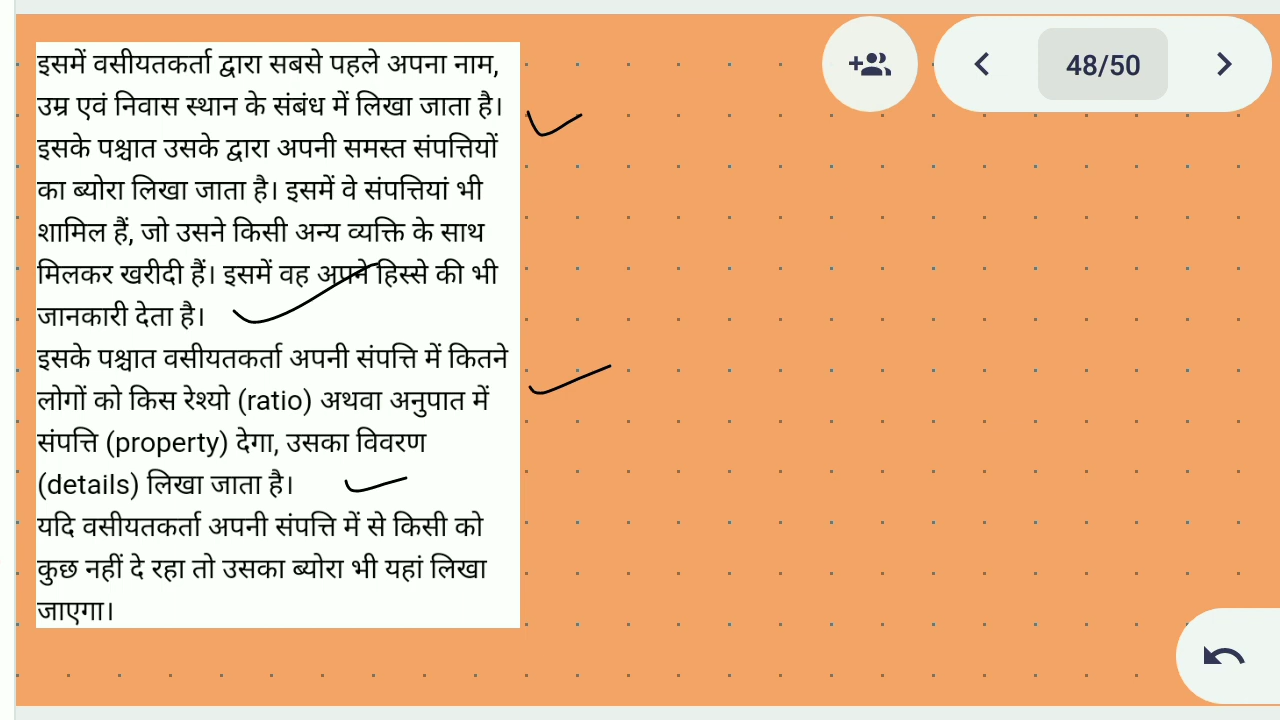 इसमें वसीयतकर्ता द्वारा सबसे पहले अपना नाम,
उम्र एवं निवास स्थान के संबंध में लिखा जाता है।
इसके पश्चात उसके द्वारा अपनी समस्त संपत्तियों
का ब्योरा लिखा जाता है। इसमें वे संपत्तियां भी
शामिल हैं, जो उसने किसी अन्य व्यक्ति के साथ
मिलकर खरीदी हैं। इसमें वह अपने हिस्से की भी
जानकारी देता है।
इसके पश्चात वसीयतकर्ता अपनी संपत्ति में कितने
लोगों को किस रेश्यो (ratio) अथवा अनुपात में
संपत्ति (property) देगा, उसका विवरण
(details) लिखा जाता है।
यदि वसीयतकर्ता अपनी संपत्ति में से किसी को
कुछ नहीं दे रहा तो उसका ब्योरा भी यहां लिखा
जाएगा।
48/50